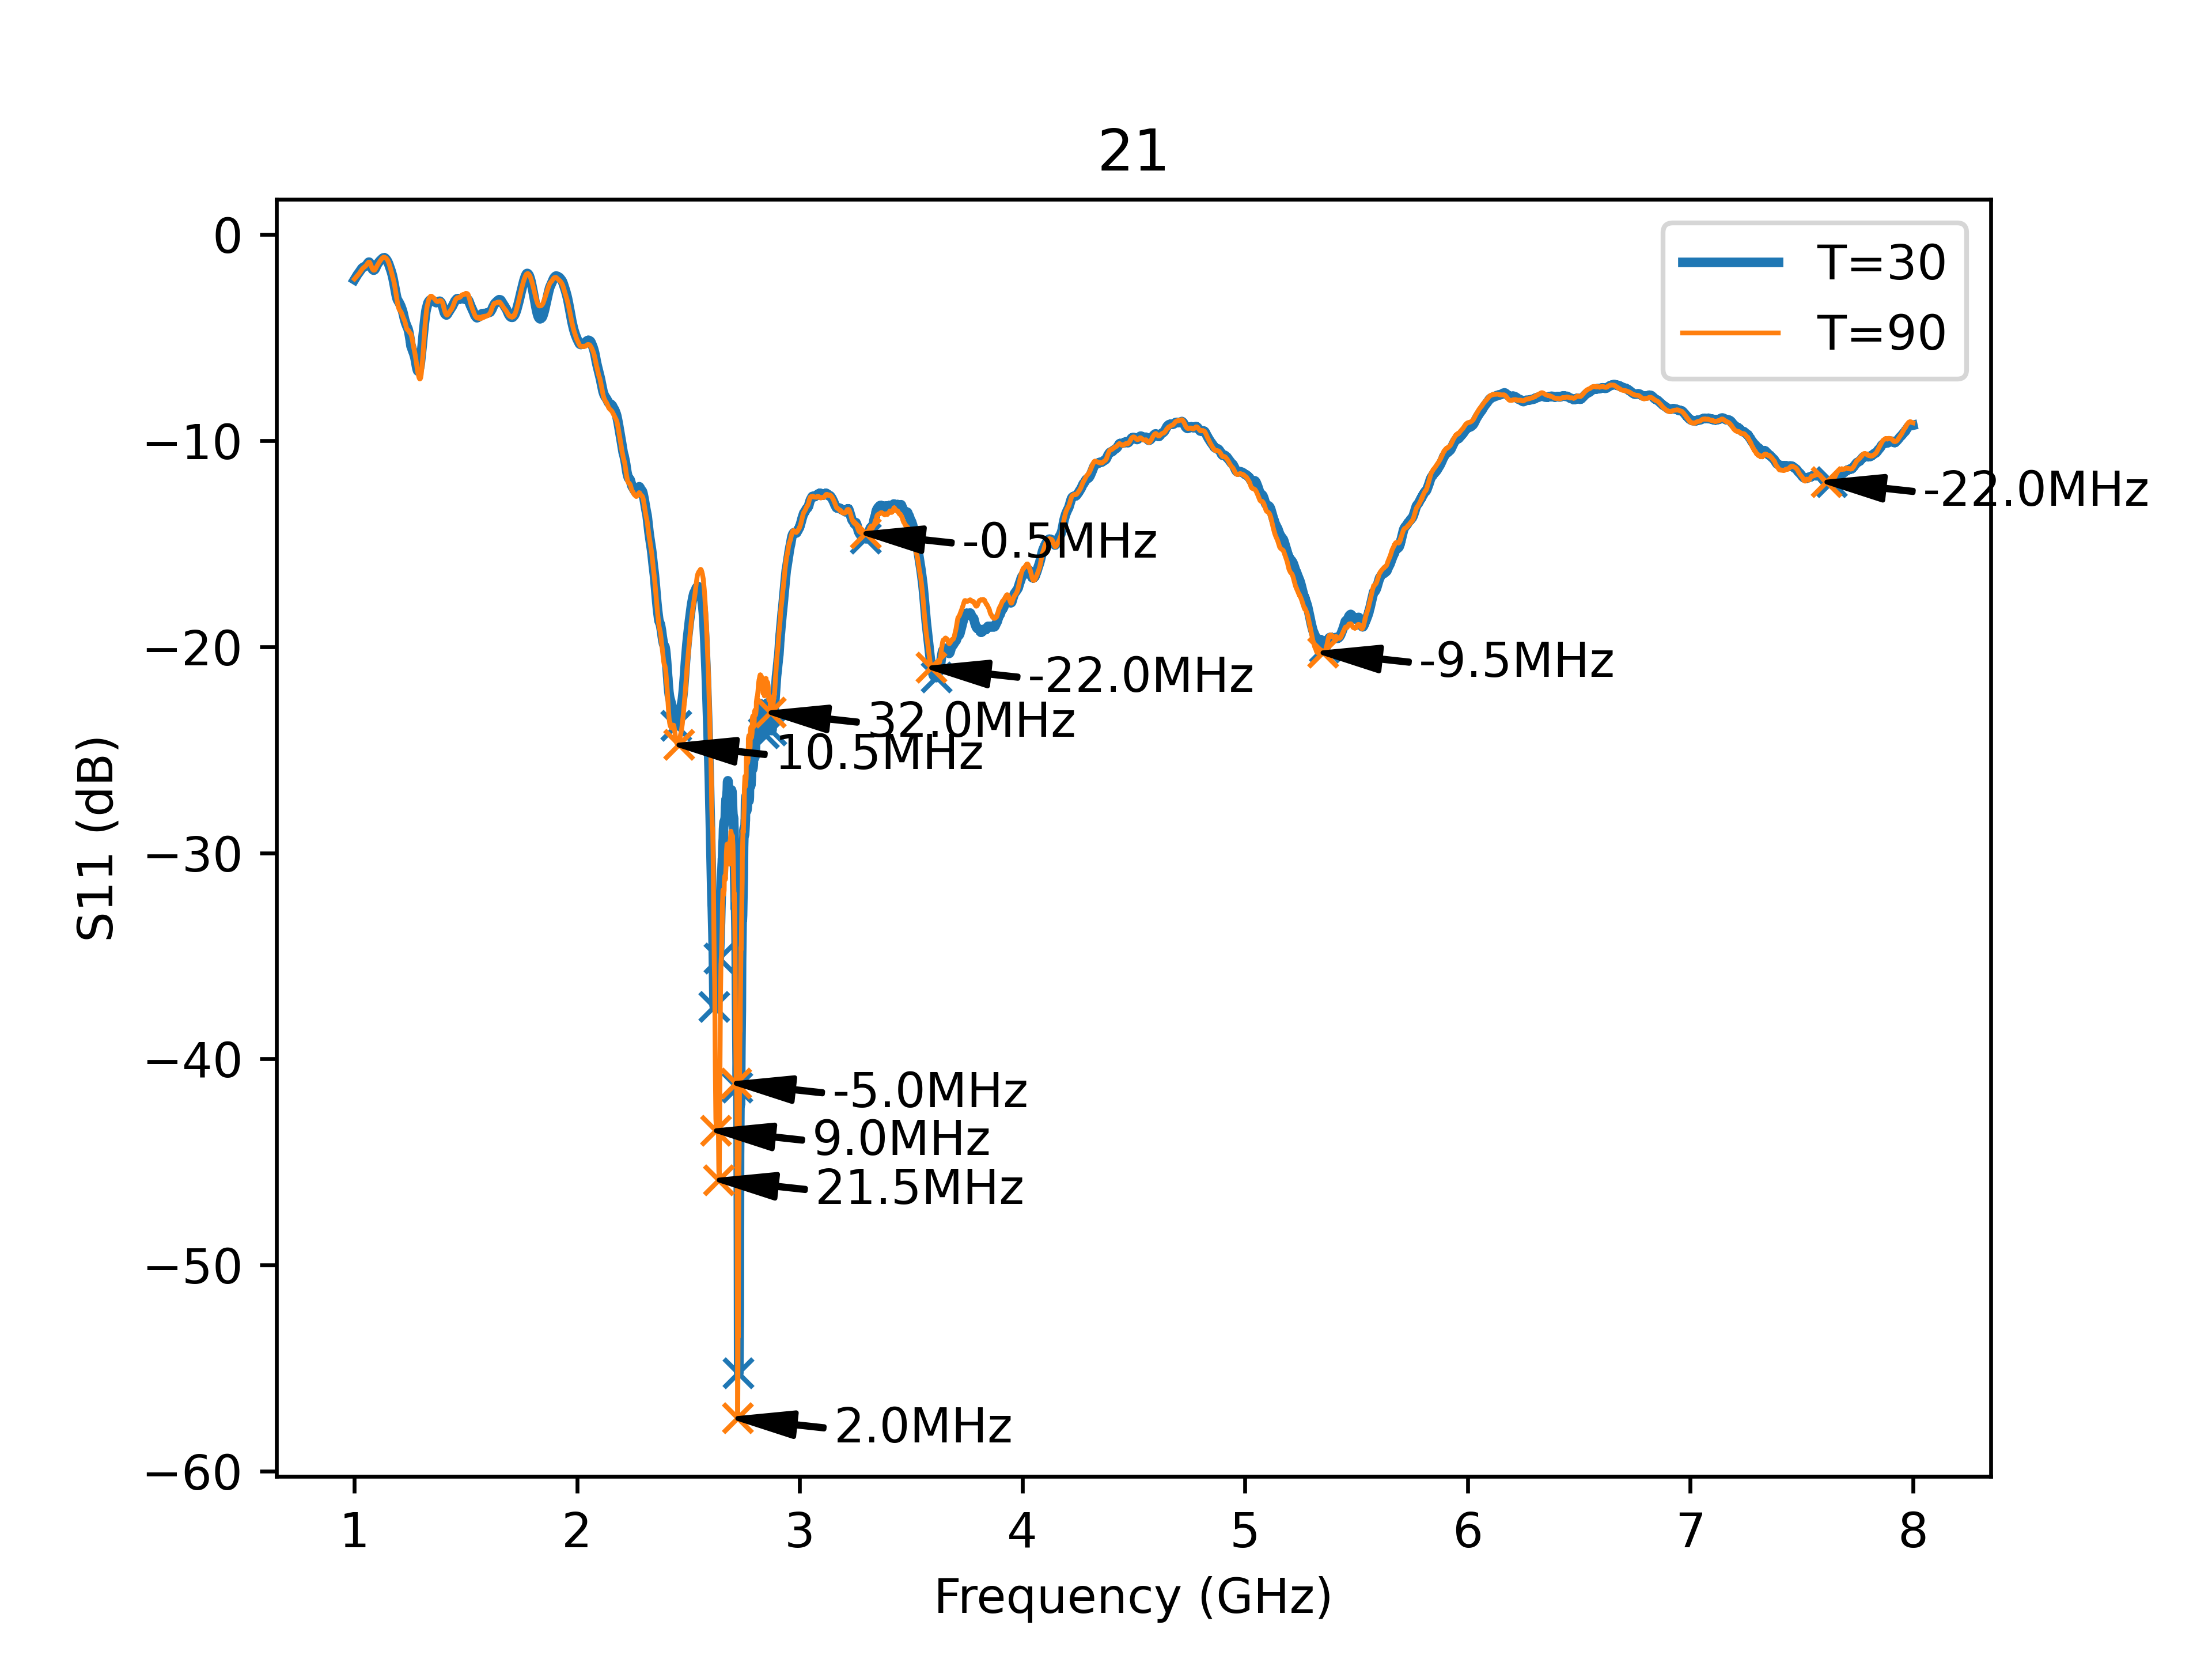 21
T=30
T=90
0
−10
−20
−30
−40
−50
−60
S11 (dB)
-22.0MHz
-0.5MHz
-9.5MHz
-22.0MHz
32.0MHz
10.5MHz
-5.0MHz
9.0MHz
21.5MHz
2.0MHz
1 2 3 4 5 6 7 8
Frequency (GHz)